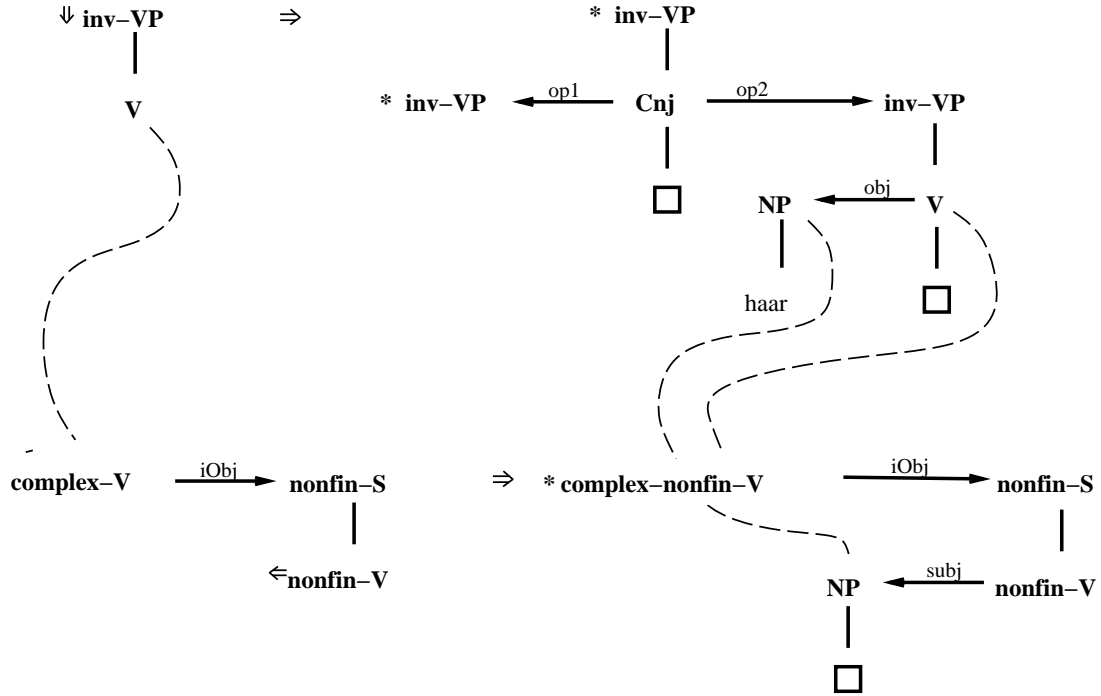 ⇓ inv–VP ⇒ * inv–VP
* inv–VP op1 Cnj op2 inv–VP
V
NP obj V
haar
complex–V iObj nonfin–S ⇒ * complex–nonfin–V iObj nonfin–S
⇐ nonfin–V NP subj nonfin–V